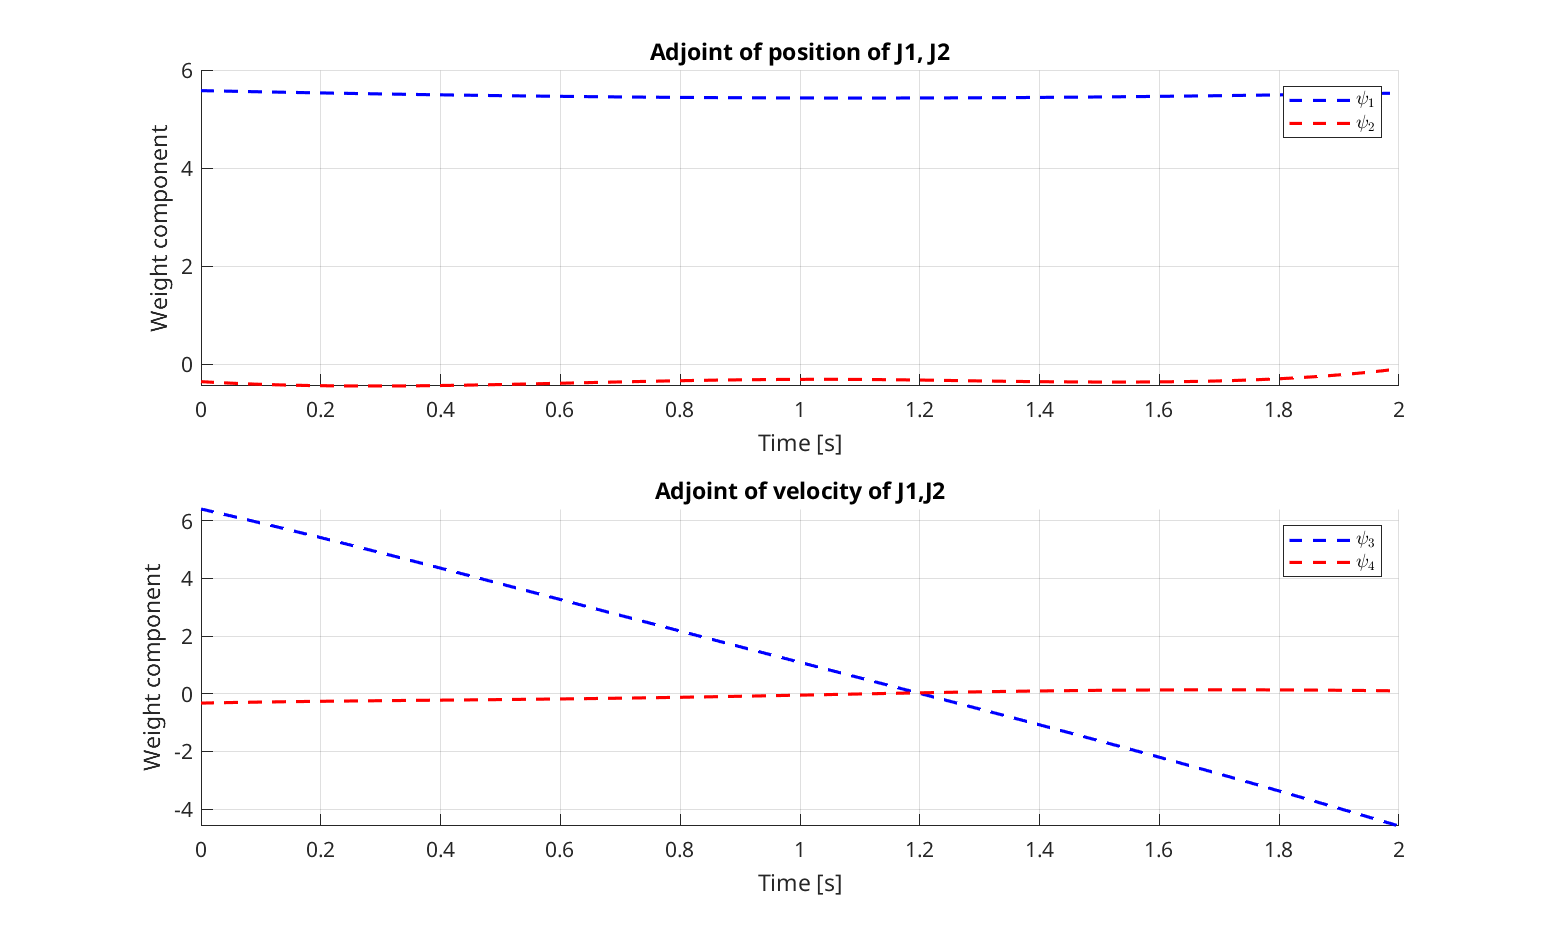 Adjoint of position of J1, J2
6
4
2
0
Weight component
ψ1
ψ2
0 0.2 0.4 0.6 0.8 1 1.2 1.4 1.6 1.8 2
Time [s]
Adjoint of velocity of J1,J2
6
4
2
0
-2
-4
Weight component
ψ3
ψ4
0 0.2 0.4 0.6 0.8 1 1.2 1.4 1.6 1.8 2
Time [s]